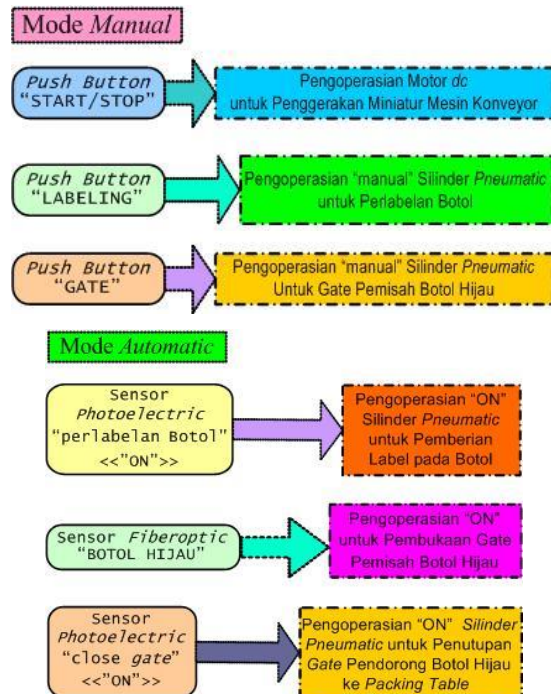 Mode Manual
Push Button
"START/STOP"
Pengoperasian Motor dc
untuk Penggerakan Miniatur Mesin Konveyor
Push Button
"LABELING"
Pengoperasian "manual" Silinder Pneumatic
untuk Perlabelan Botol
Push Button
"GATE"
Pengoperasian "manual" Silinder Pneumatic
Untuk Gate Pemisah Botol Hijau
Mode Automatic
Sensor
Photoelectric
"perlabelan Botol"
<<"ON">>
Pengoperasian "ON"
Silinder Pneumatic
untuk Pemberian
Label pada Botol
Sensor Fiberoptic
"BOTOL HIJAU"
Pengoperasian "ON"
untuk Pembukaan Gate
Pemisah Botol Hijau
Sensor
Photoelectric
"close gate"
<<"ON">>
Pengoperasian "ON" Silinder
Pneumatic untuk Penutupan
Gate Pendorong Botol Hijau
ke Packing Table